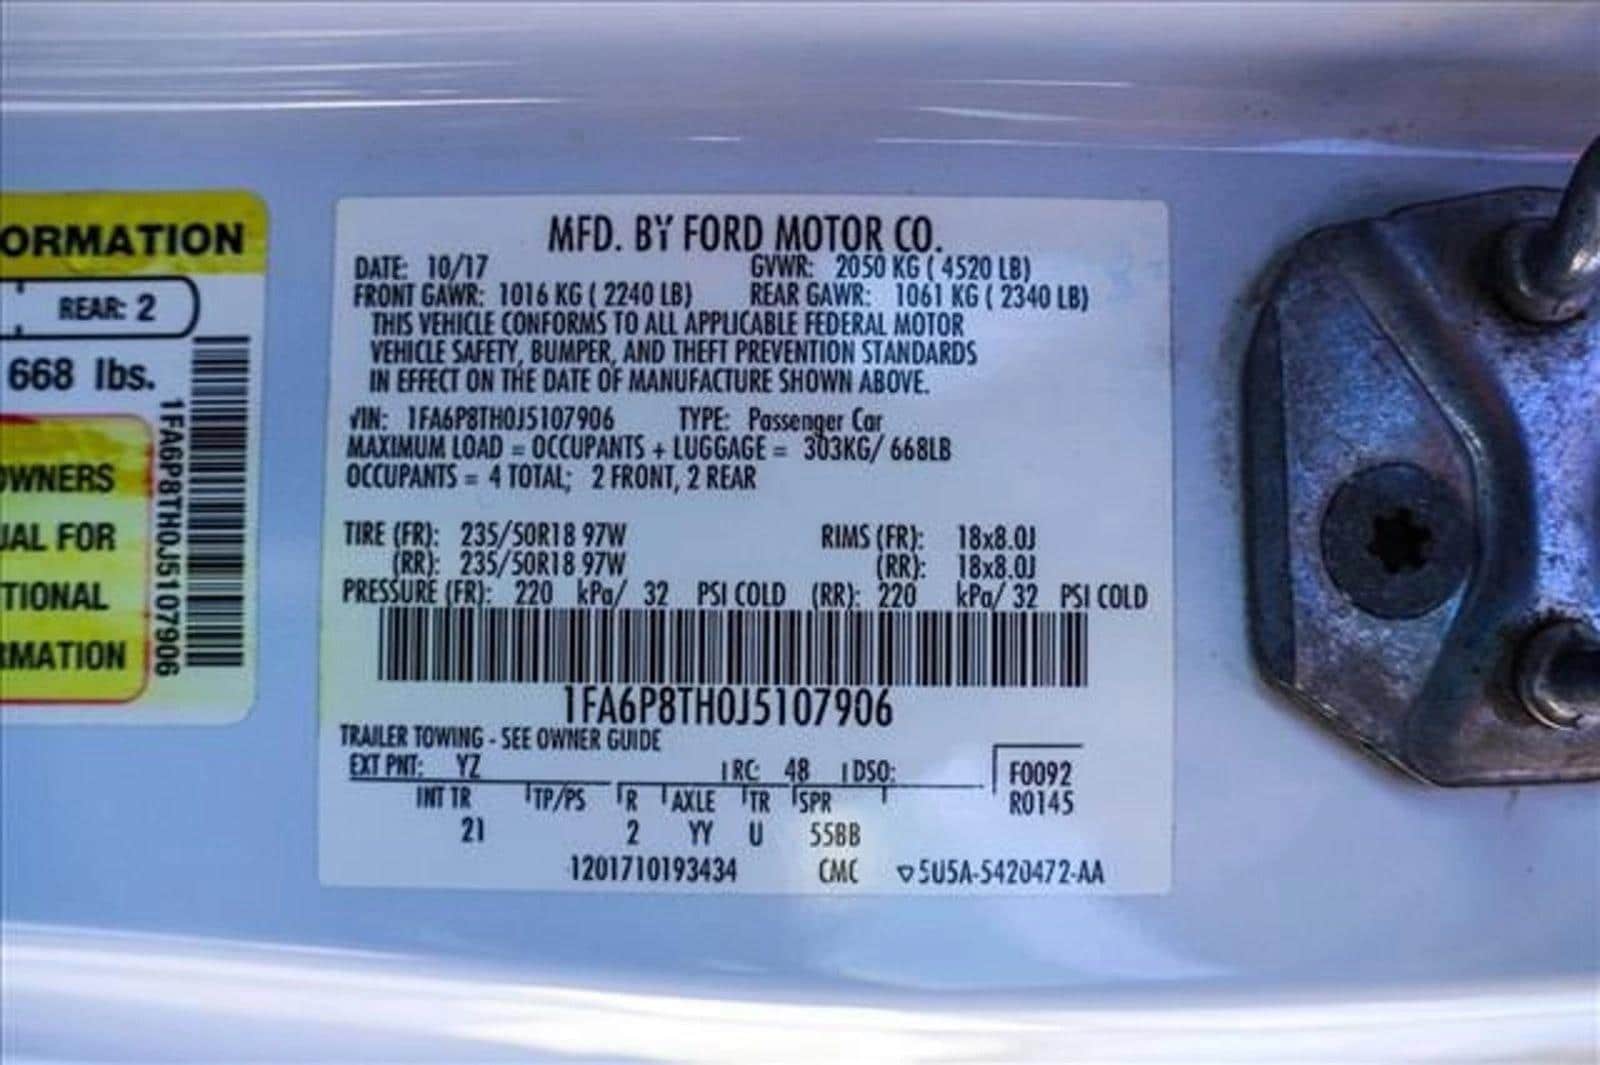 ORMATION
REAR: 2
668 lbs.
OWNERS
UAL FOR
TIONAL
RMATION
1FA6P8TH0J5107906
MFD. BY FORD MOTOR CO.
DATE: 10/17 GVWR: 2050 KG ( 4520 LB)
FRONT GAWR: 1016 KG ( 2240 LB) REAR GAWR: 1061 KG ( 2340 LB)
THIS VEHICLE CONFORMS TO ALL APPLICABLE FEDERAL MOTOR
VEHICLE SAFETY, BUMPER, AND THEFT PREVENTION STANDARDS
IN EFFECT ON THE DATE OF MANUFACTURE SHOWN ABOVE.
VIN: 1FA6P8TH0J5107906 TYPE: Passenger Car
MAXIMUM LOAD = OCCUPANTS + LUGGAGE = 303KG/ 668LB
OCCUPANTS = 4 TOTAL; 2 FRONT, 2 REAR
TIRE (FR): 235/50R18 97W RIMS (FR): 18x8.0J
(RR): 235/50R18 97W (RR): 18x8.0J
PRESSURE (FR): 220 kPa/ 32 PSI COLD (RR): 220 kPa/ 32 PSI COLD
1FA6P8TH0J5107906
TRAILER TOWING - SEE OWNER GUIDE
EXT PNT: YZ RC: 48 DSO: F0092
INT TR TP/PS R AXLE TR SPR R0145
21 2 YY U 55BB
1201710193434 CMC ▽5U5A-5420472-AA